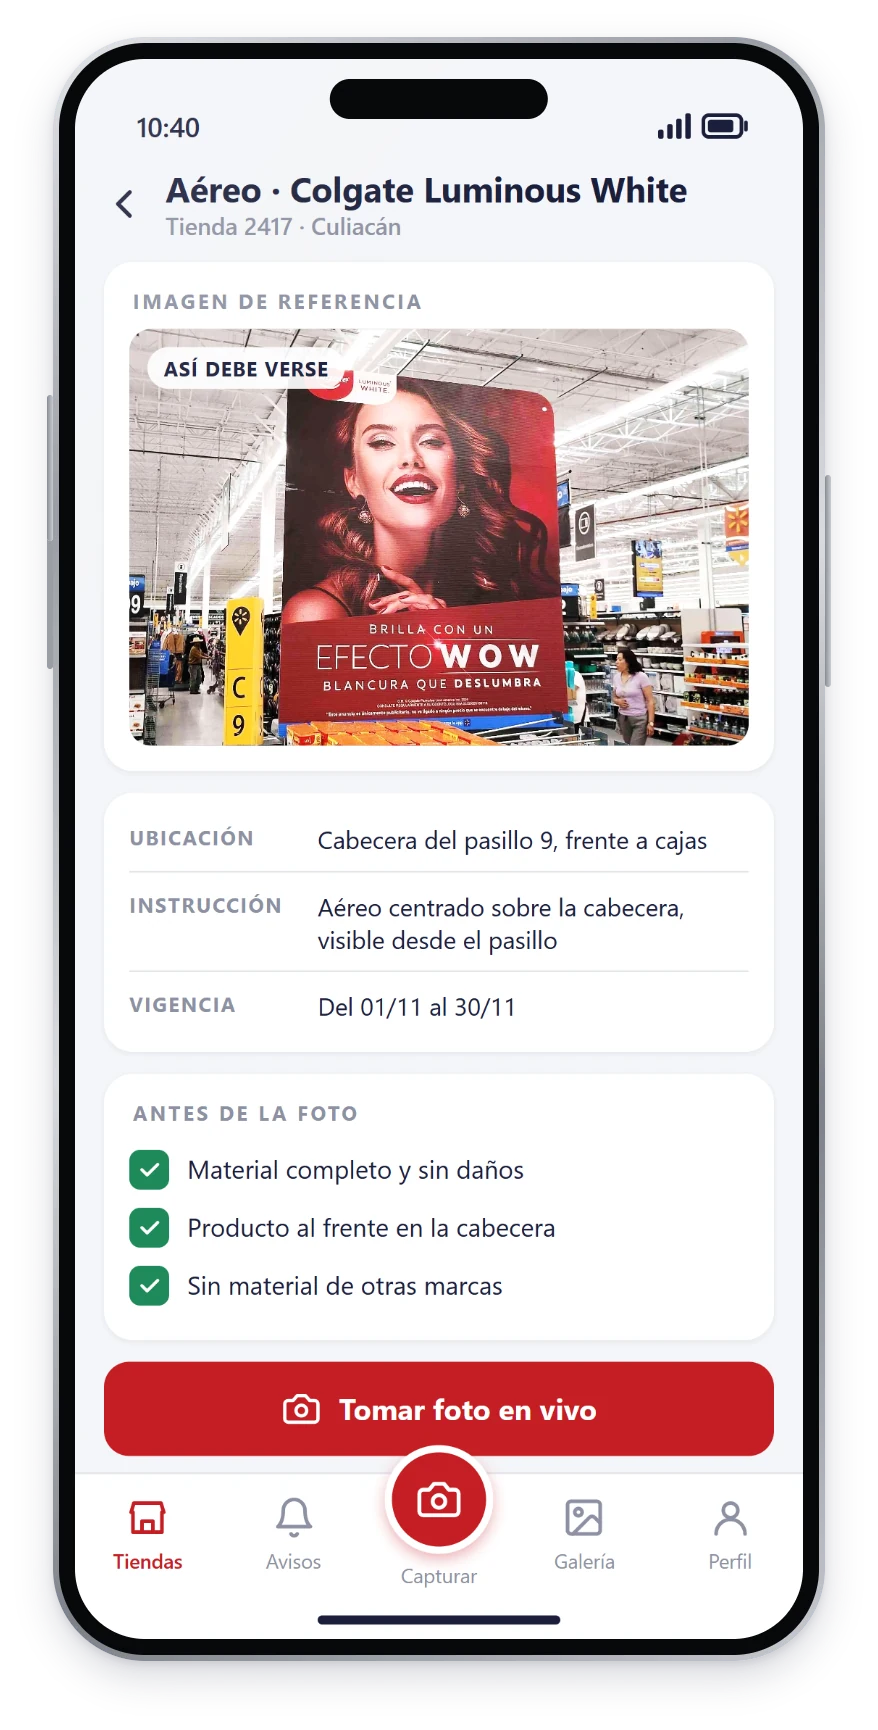 10:40
Aéreo · Colgate Luminous White
Tienda 2417 · Culiacán
IMAGEN DE REFERENCIA
ASÍ DEBE VERSE
LUMINOUS
WHITE
BRILLA CON UN
EFECTO WOW
BLANCURA QUE DESLUMBRA
C
9
9
UBICACIÓN
Cabecera del pasillo 9, frente a cajas
INSTRUCCIÓN
Aéreo centrado sobre la cabecera,
visible desde el pasillo
VIGENCIA
Del 01/11 al 30/11
ANTES DE LA FOTO
Material completo y sin daños
Producto al frente en la cabecera
Sin material de otras marcas
Tomar foto en vivo
Tiendas
Avisos
Capturar
Galería
Perfil